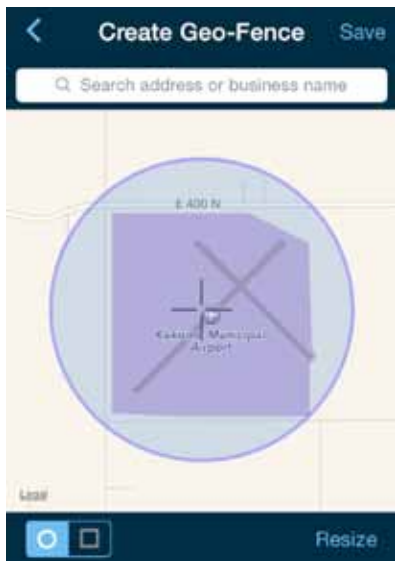 Create Geo-Fence Save
Search address or business name
E 400 N
Kokomo Municipal
Airport
Legal
Resize